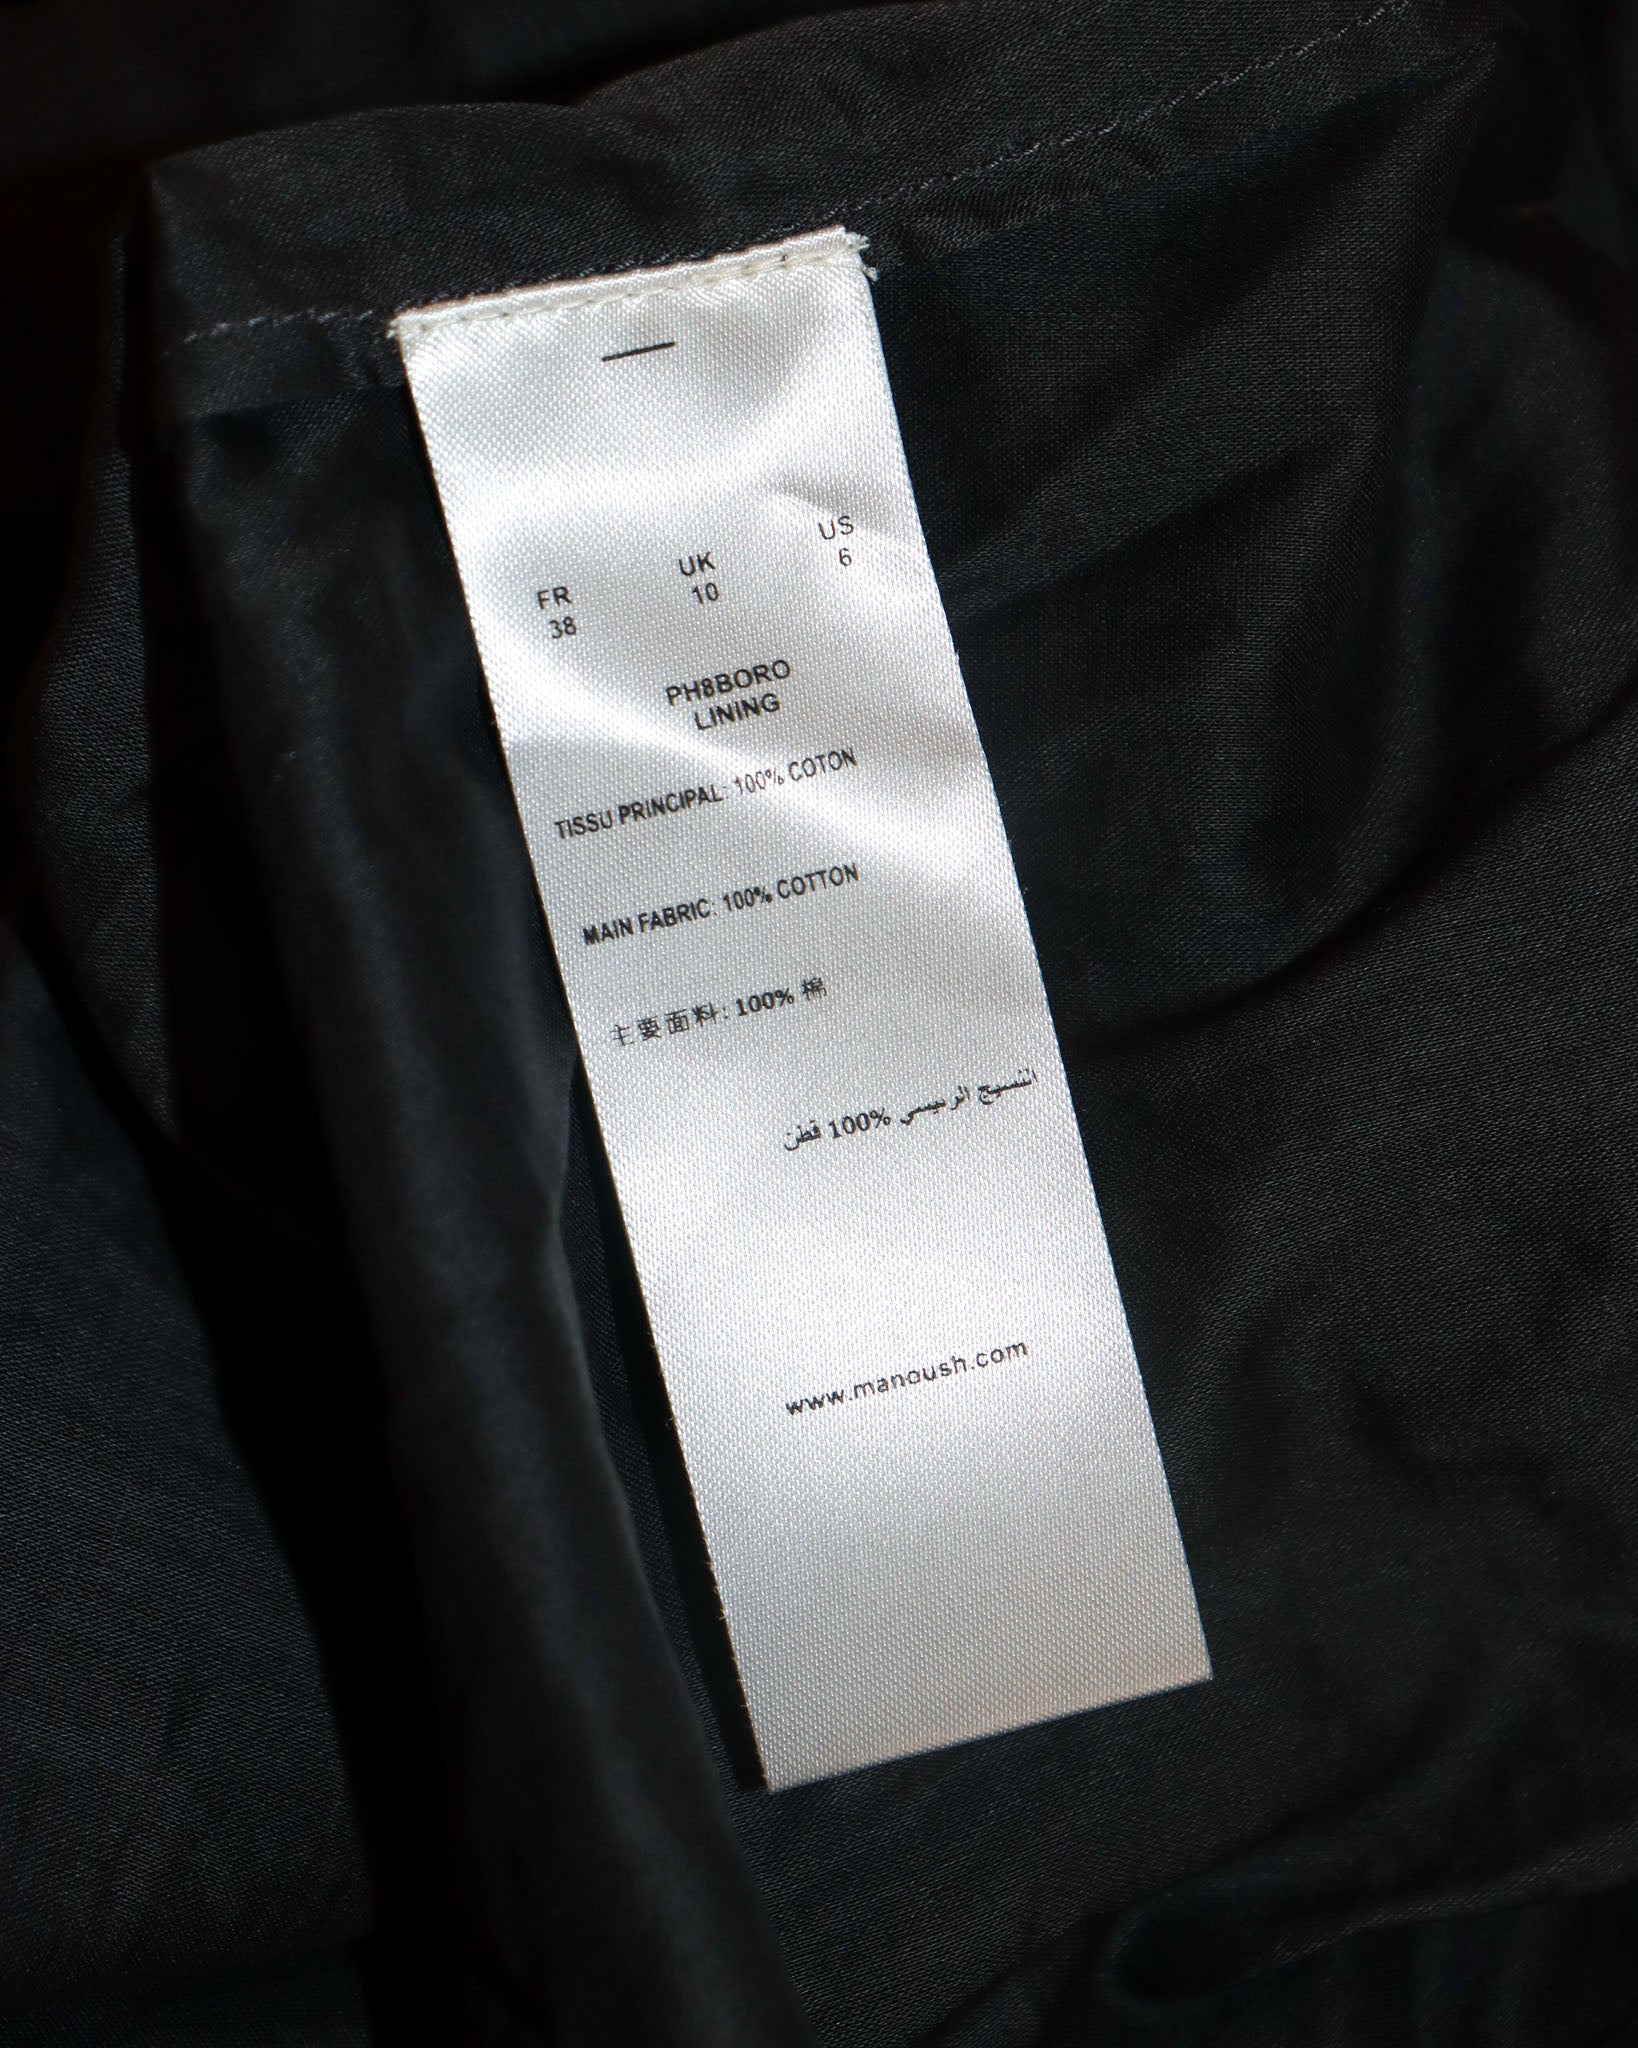 FR UK US
38 10 6
PH8BORO
LINING
TISSU PRINCIPAL: 100% COTON
MAIN FABRIC: 100% COTTON
主要面料: 100% 棉
النسيج الرئيسي 100% قطن
www.manoush.com